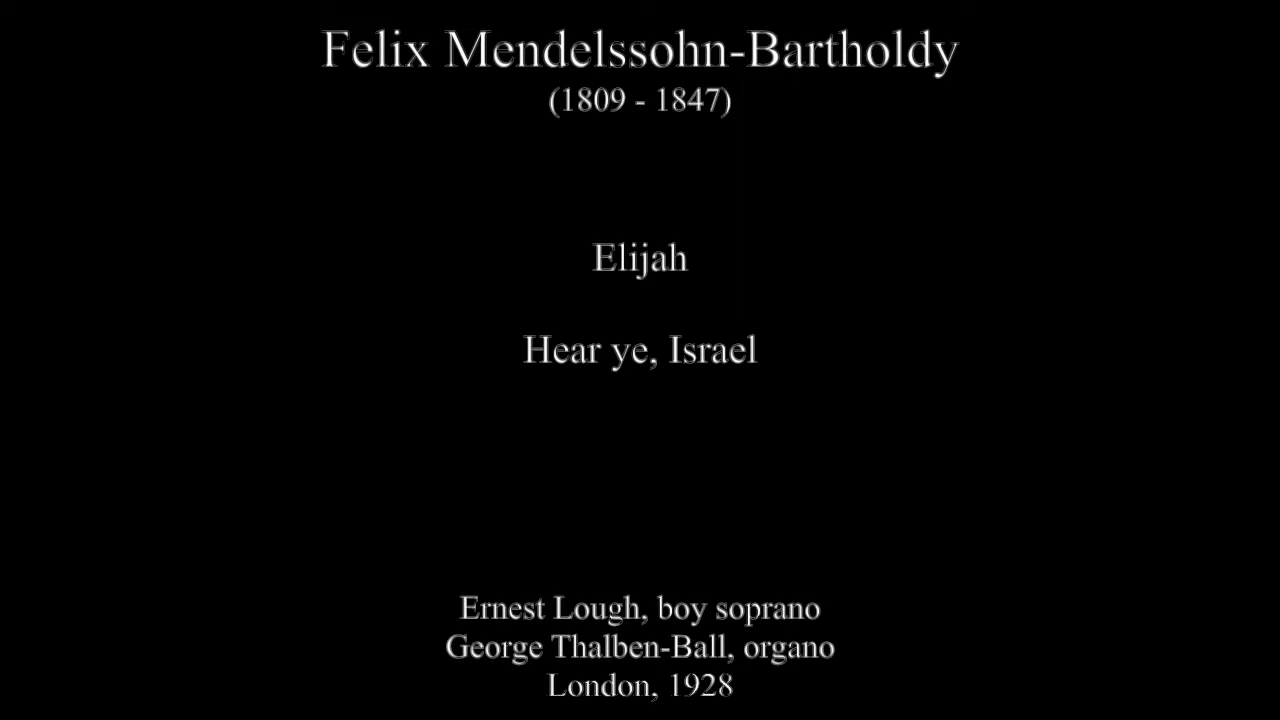 Felix Mendelssohn-Bartholdy
(1809 - 1847)
Elijah
Hear ye, Israel
Ernest Lough, boy soprano
George Thalben-Ball, organo
London, 1928